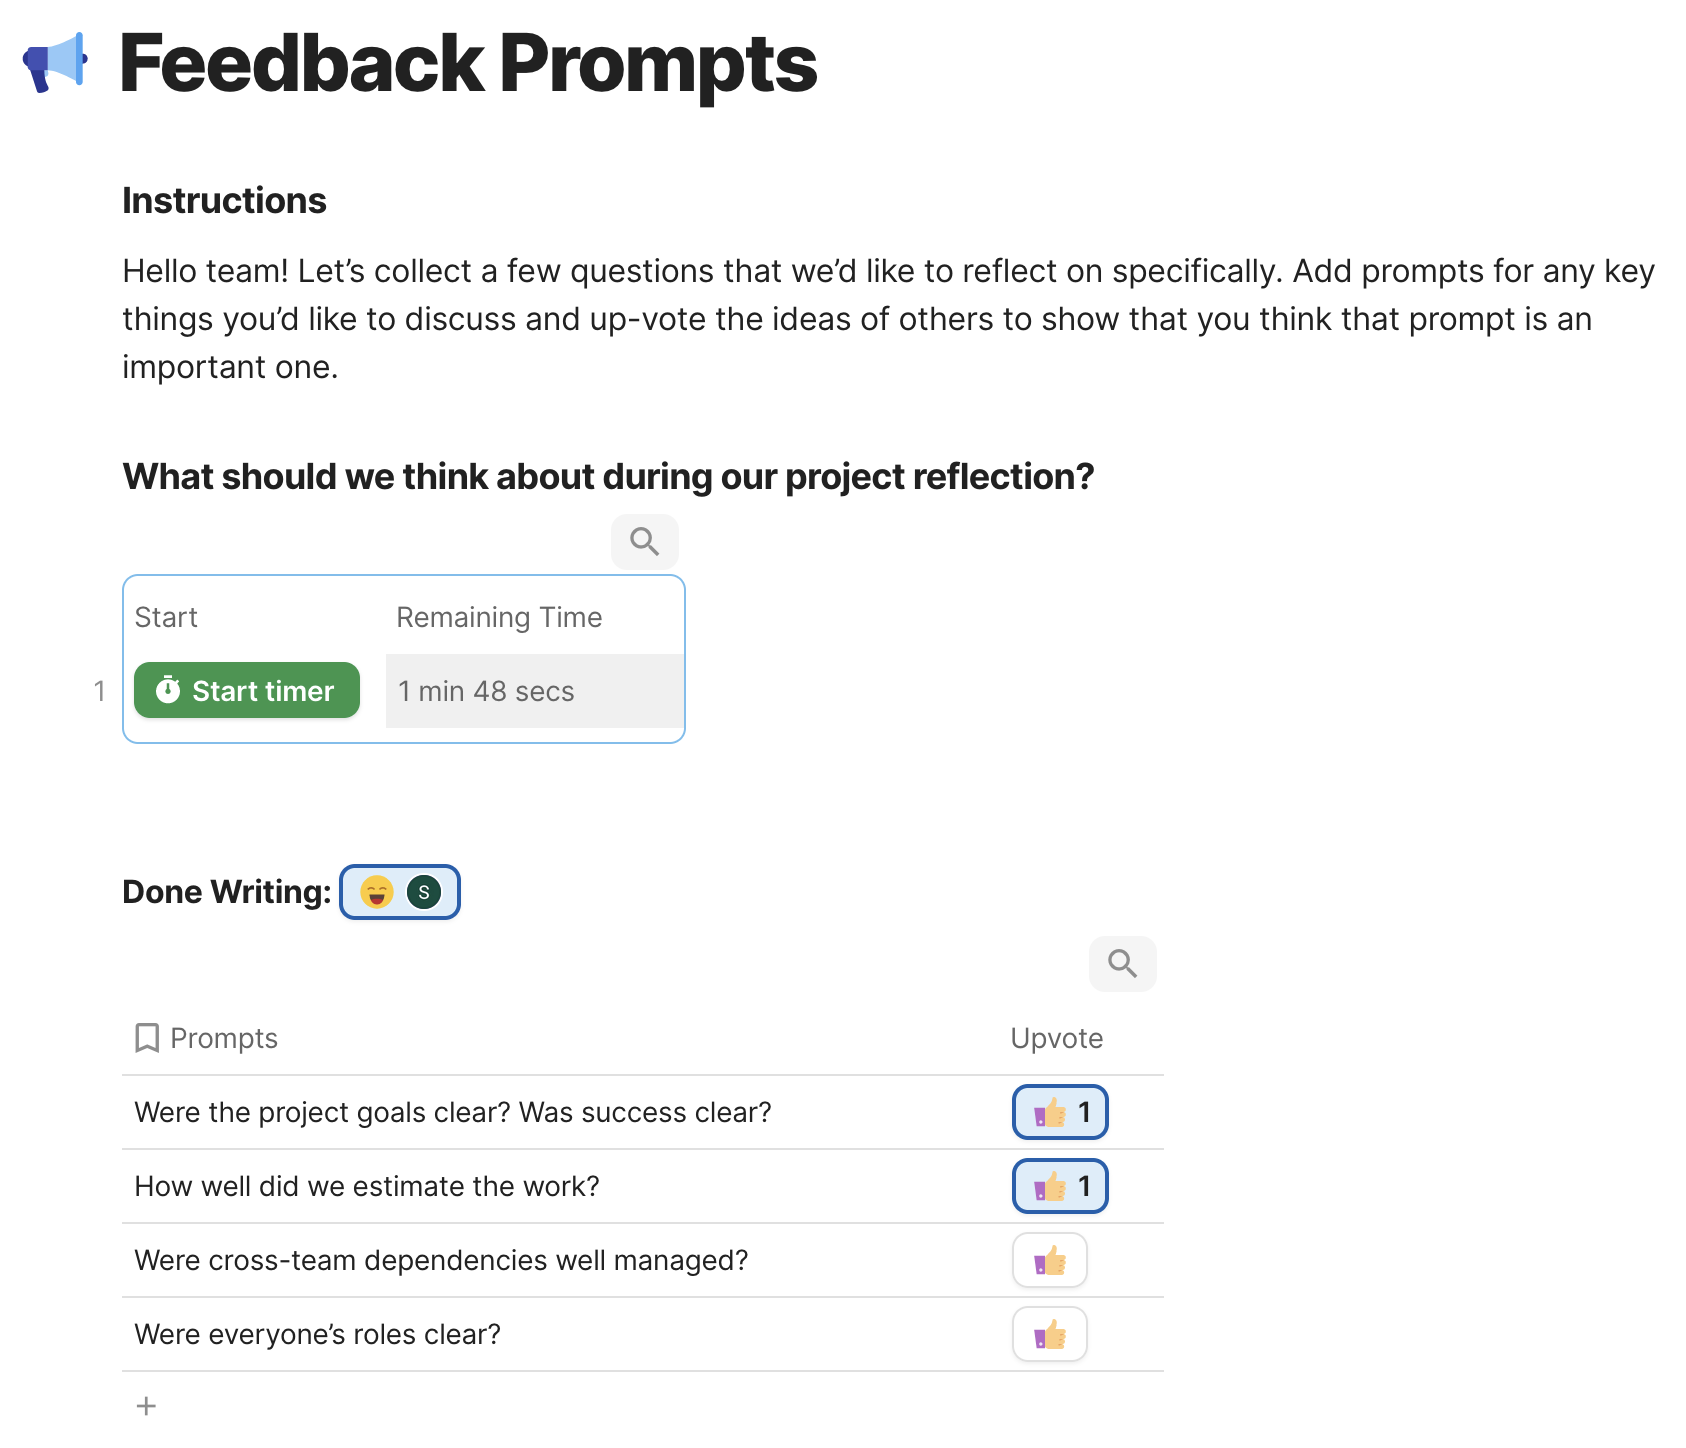 Feedback Prompts
Instructions
Hello team! Let’s collect a few questions that we’d like to reflect on specifically. Add prompts for any key
things you’d like to discuss and up-vote the ideas of others to show that you think that prompt is an
important one.
What should we think about during our project reflection?
Start Remaining Time
1 Start timer 1 min 48 secs
Done Writing: S
Prompts Upvote
Were the project goals clear? Was success clear? 1
How well did we estimate the work? 1
Were cross-team dependencies well managed?
Were everyone’s roles clear?
+